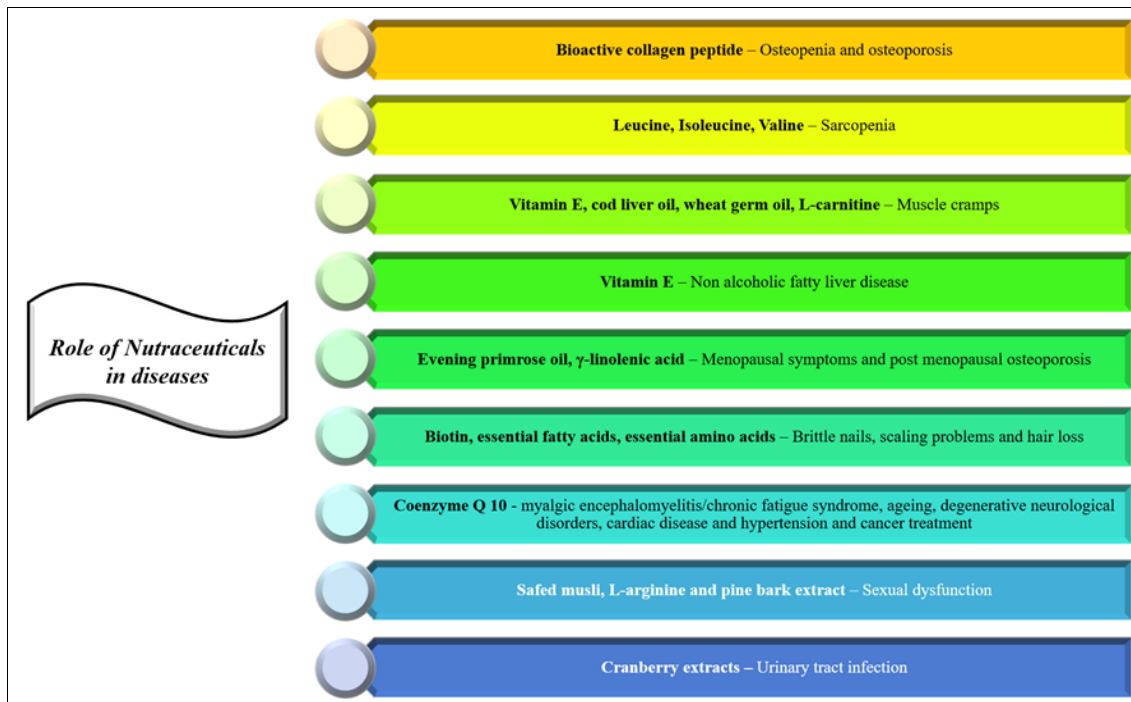 Role of Nutraceuticals
in diseases
Bioactive collagen peptide – Osteopenia and osteoporosis
Leucine, Isoleucine, Valine – Sarcopenia
Vitamin E, cod liver oil, wheat germ oil, L-carnitine – Muscle cramps
Vitamin E – Non alcoholic fatty liver disease
Evening primrose oil, γ-linolenic acid – Menopausal symptoms and post menopausal osteoporosis
Biotin, essential fatty acids, essential amino acids – Brittle nails, scaling problems and hair loss
Coenzyme Q 10 - myalgic encephalomyelitis/chronic fatigue syndrome, ageing, degenerative neurological
disorders, cardiac disease and hypertension and cancer treatment
Safed musli, L-arginine and pine bark extract – Sexual dysfunction
Cranberry extracts – Urinary tract infection